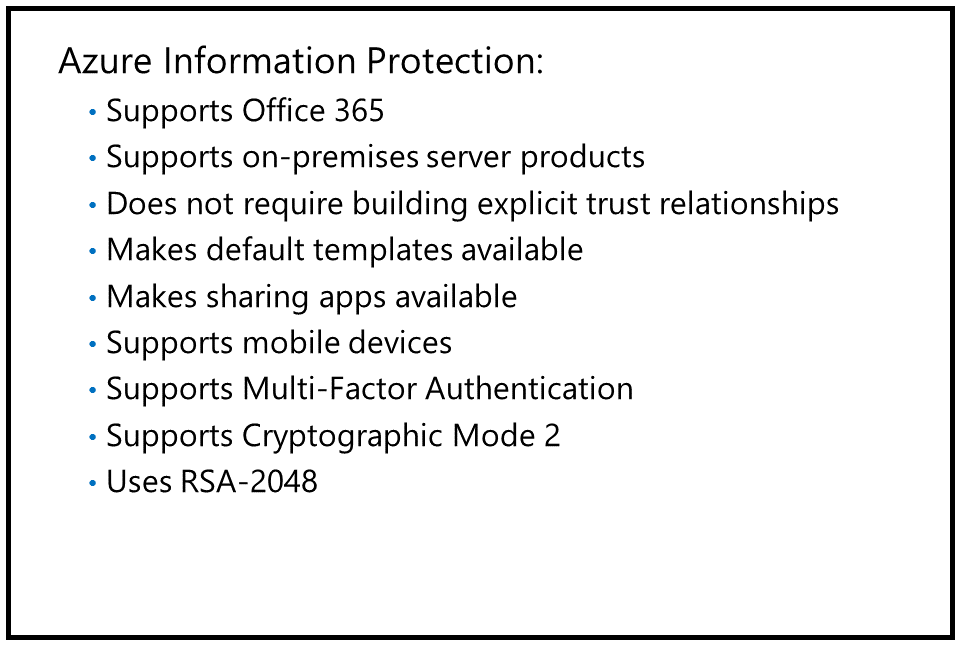 Azure Information Protection:
• Supports Office 365
• Supports on-premises server products
• Does not require building explicit trust relationships
• Makes default templates available
• Makes sharing apps available
• Supports mobile devices
• Supports Multi-Factor Authentication
• Supports Cryptographic Mode 2
• Uses RSA-2048